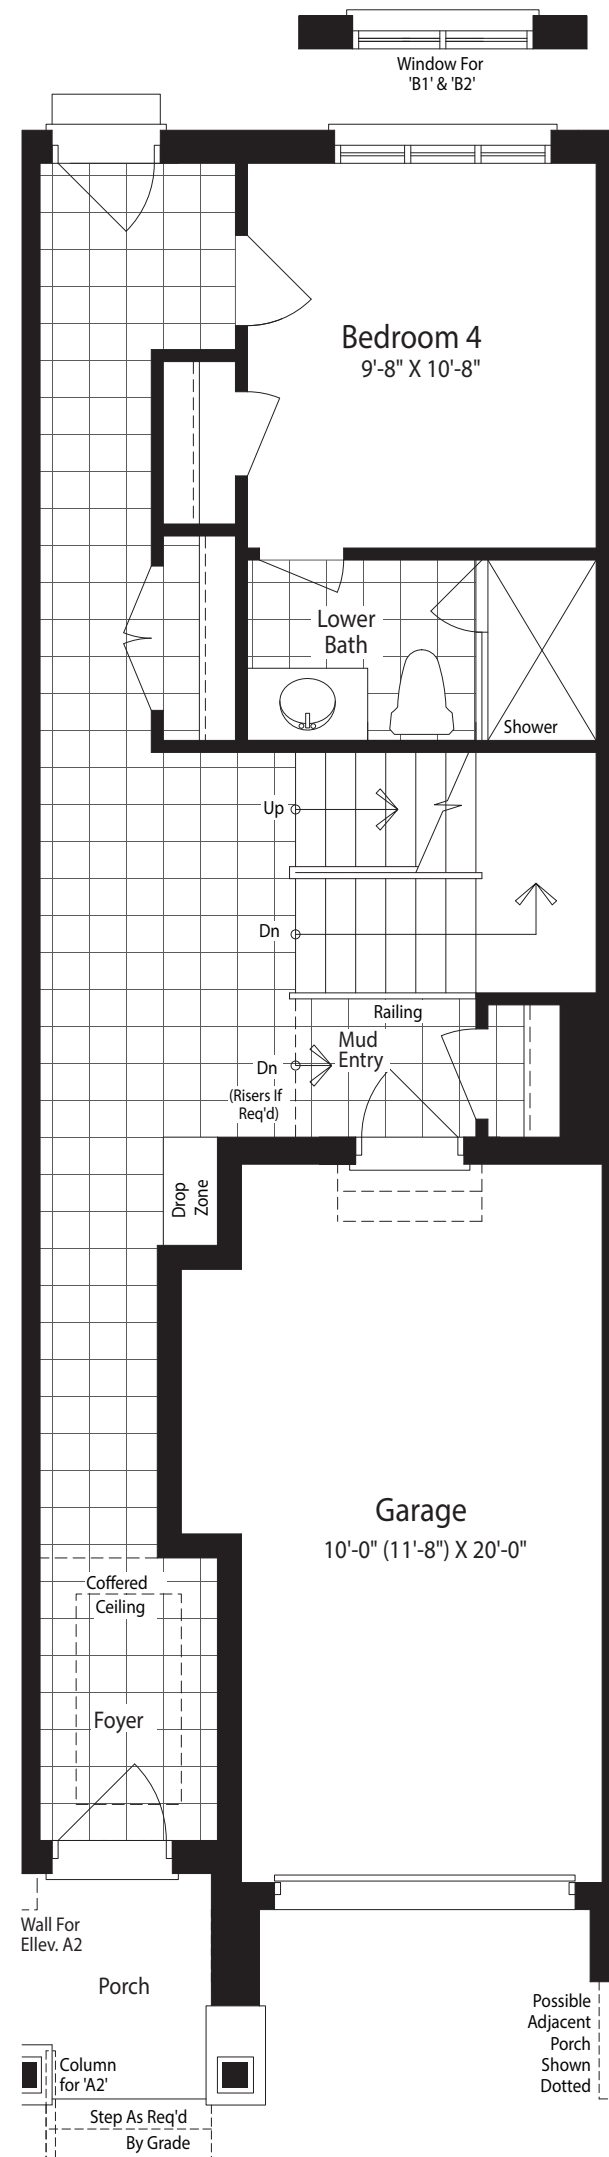 Window For
'B1' & 'B2'
Bedroom 4
9'-8" X 10'-8"
Lower
Bath
Shower
Up
Dn
Railing
Mud
Entry
Dn
(Risers If
Req'd)
Drop
Zone
Garage
10'-0" (11'-8") X 20'-0"
Coffered
Ceiling
Foyer
Wall For
Ellev. A2
Porch
Possible
Adjacent
Porch
Shown
Dotted
Column
for 'A2'
Step As Req'd
By Grade